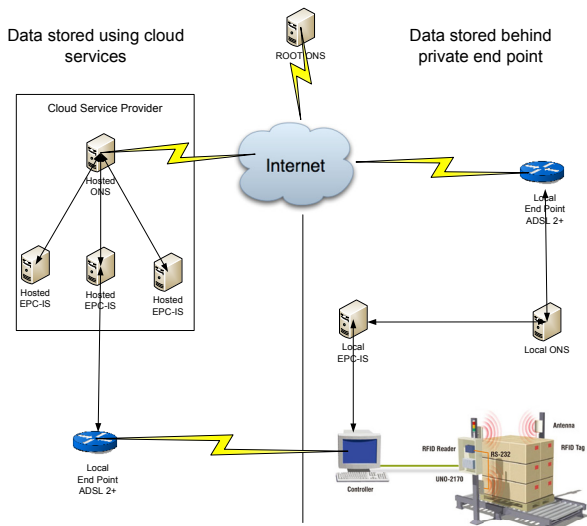 Data stored using cloud
services
Data stored behind
private end point
ROOT ONS
Cloud Service Provider
Hosted
ONS
Internet
Local
End Point
ADSL 2+
Hosted
EPC-IS
Hosted
EPC-IS
Hosted
EPC-IS
Local
EPC-IS
Local ONS
Local
End Point
ADSL 2+
Controller
RFID Reader
RS-232
UNO-2170
Antenna
RFID Tag